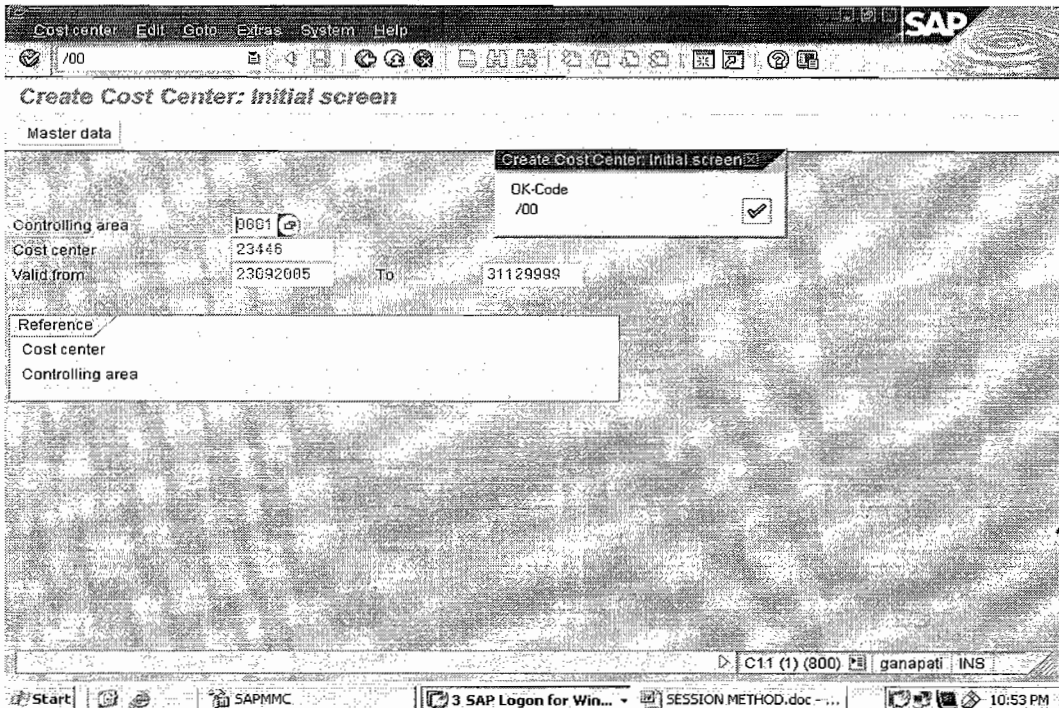 Cost center Edit Goto Extras System Help
SAP
/00
Create Cost Center: Initial screen
Master data
Create Cost Center: Initial screen
OK-Code
/00
Controlling area 0001
Cost center 23446
Valid from 23092005 To 31129999
Reference
Cost center
Controlling area
C11 (1) (800) ganapati INS
Start SAPMMC 3 SAP Logon for Win... SESSION METHOD.doc - ... 10:53 PM